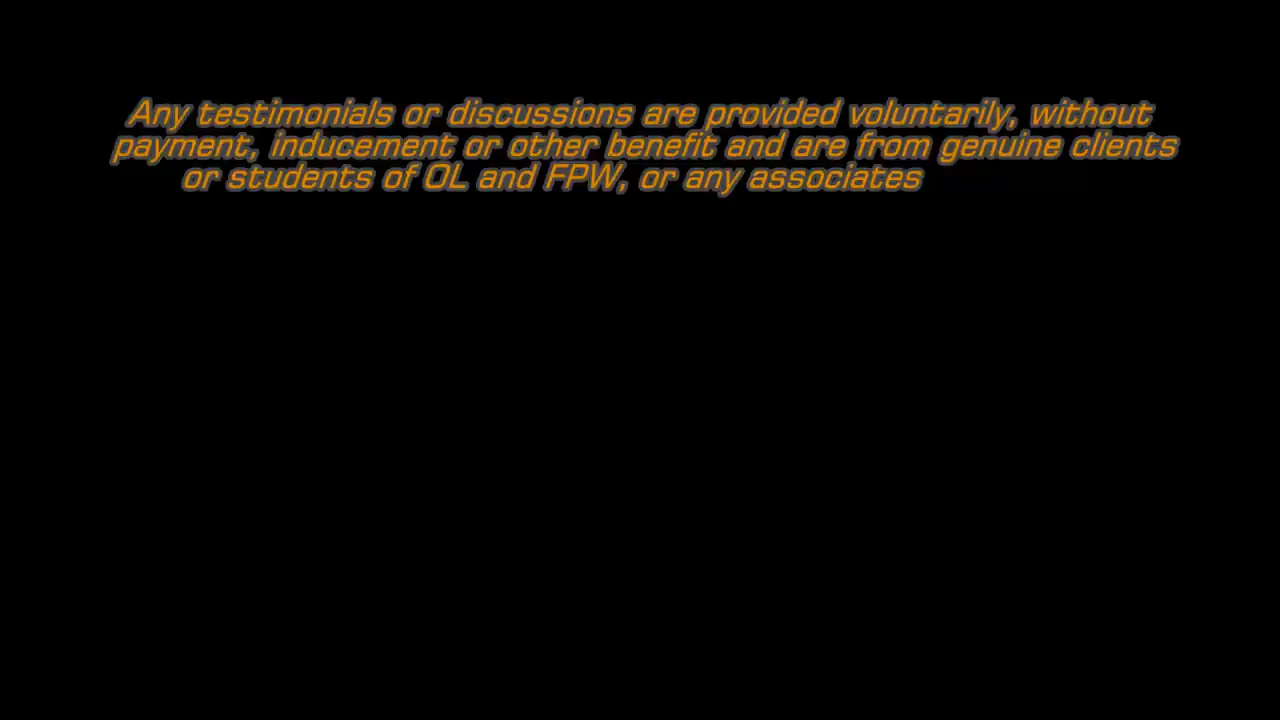 Any testimonials or discussions are provided voluntarily, without
payment, inducement or other benefit and are from genuine clients
or students of OL and FPW, or any associates